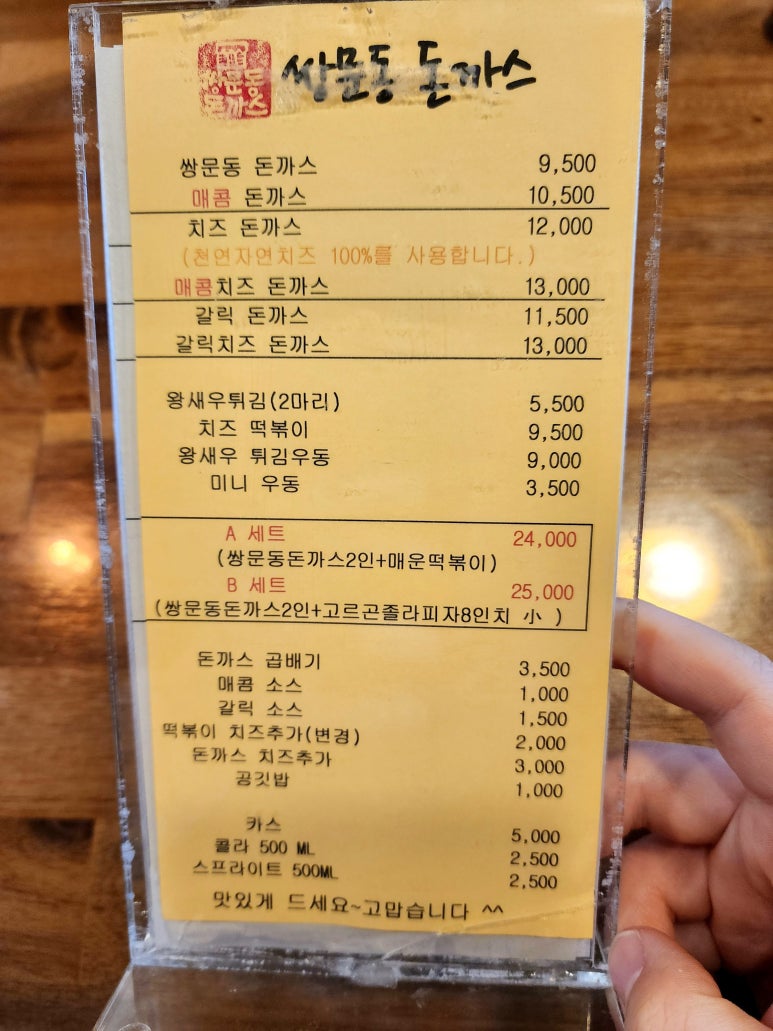 쌍문동
돈까스
쌍문동 돈까스
쌍문동 돈까스 9,500
매콤 돈까스 10,500
치즈 돈까스 12,000
(천연자연치즈 100%를 사용합니다.)
매콤치즈 돈까스 13,000
갈릭 돈까스 11,500
갈릭치즈 돈까스 13,000
왕새우튀김(2마리) 5,500
치즈 떡볶이 9,500
왕새우 튀김우동 9,000
미니 우동 3,500
A 세트 24,000
(쌍문동돈까스2인+매운떡볶이)
B 세트 25,000
(쌍문동돈까스2인+고르곤졸라피자8인치 小 )
돈까스 곱배기 3,500
매콤 소스 1,000
갈릭 소스 1,500
떡볶이 치즈추가(변경) 2,000
돈까스 치즈추가 3,000
공깃밥 1,000
카스 5,000
콜라 500 ML 2,500
스프라이트 500ML 2,500
맛있게 드세요~고맙습니다 ^^